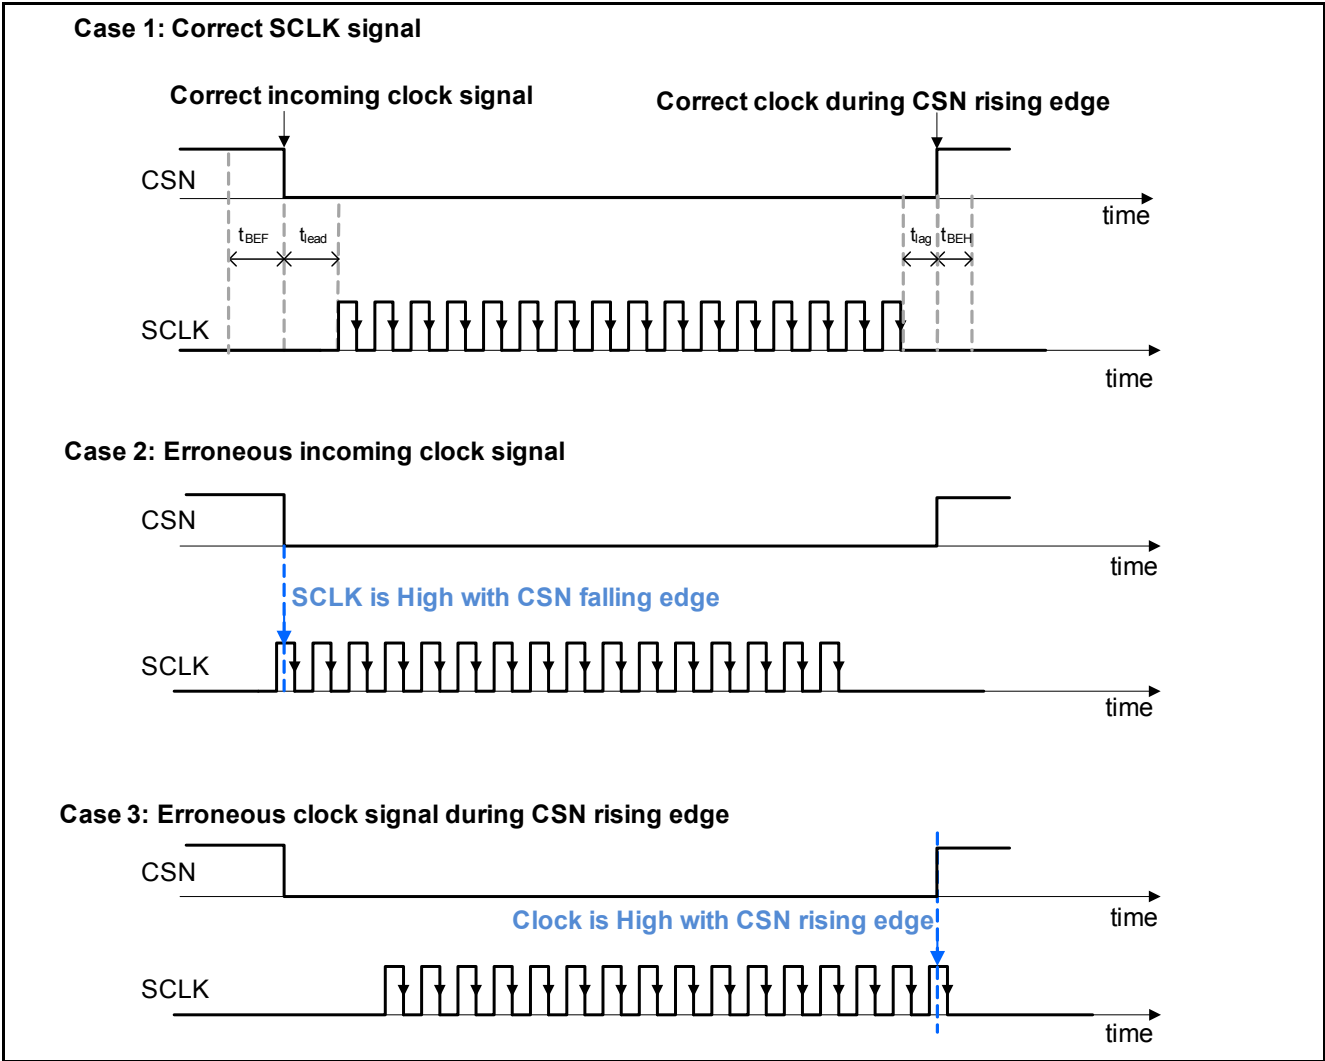 Case 1: Correct SCLK signal
Correct incoming clock signal
Correct clock during CSN rising edge
CSN
time
tBEF
tlead
tlag
tBEH
SCLK
time
Case 2: Erroneous incoming clock signal
CSN
time
SCLK is High with CSN falling edge
SCLK
time
Case 3: Erroneous clock signal during CSN rising edge
CSN
time
Clock is High with CSN rising edge
SCLK
time